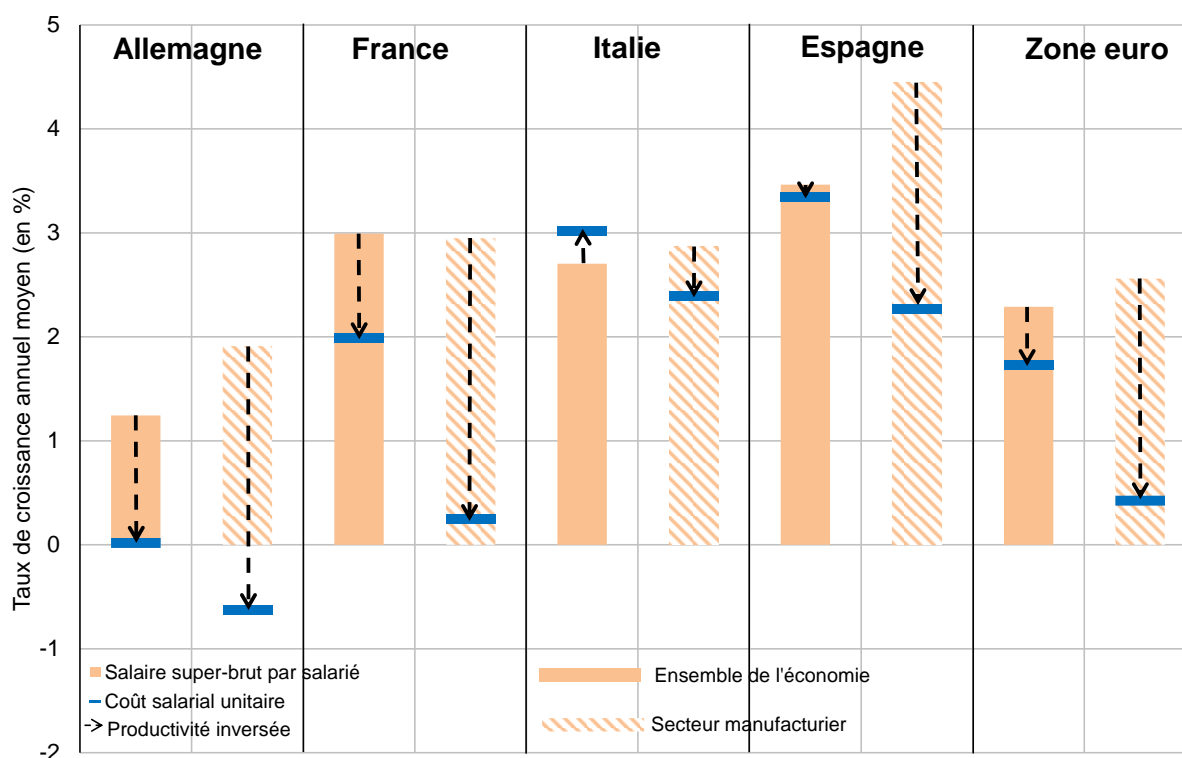 Taux de croissance annuel moyen (en %)
5
4
3
2
1
0
-1
-2
Allemagne
France
Italie
Espagne
Zone euro
Salaire super-brut par salarié
Coût salarial unitaire
Productivité inversée
Ensemble de l'économie
Secteur manufacturier